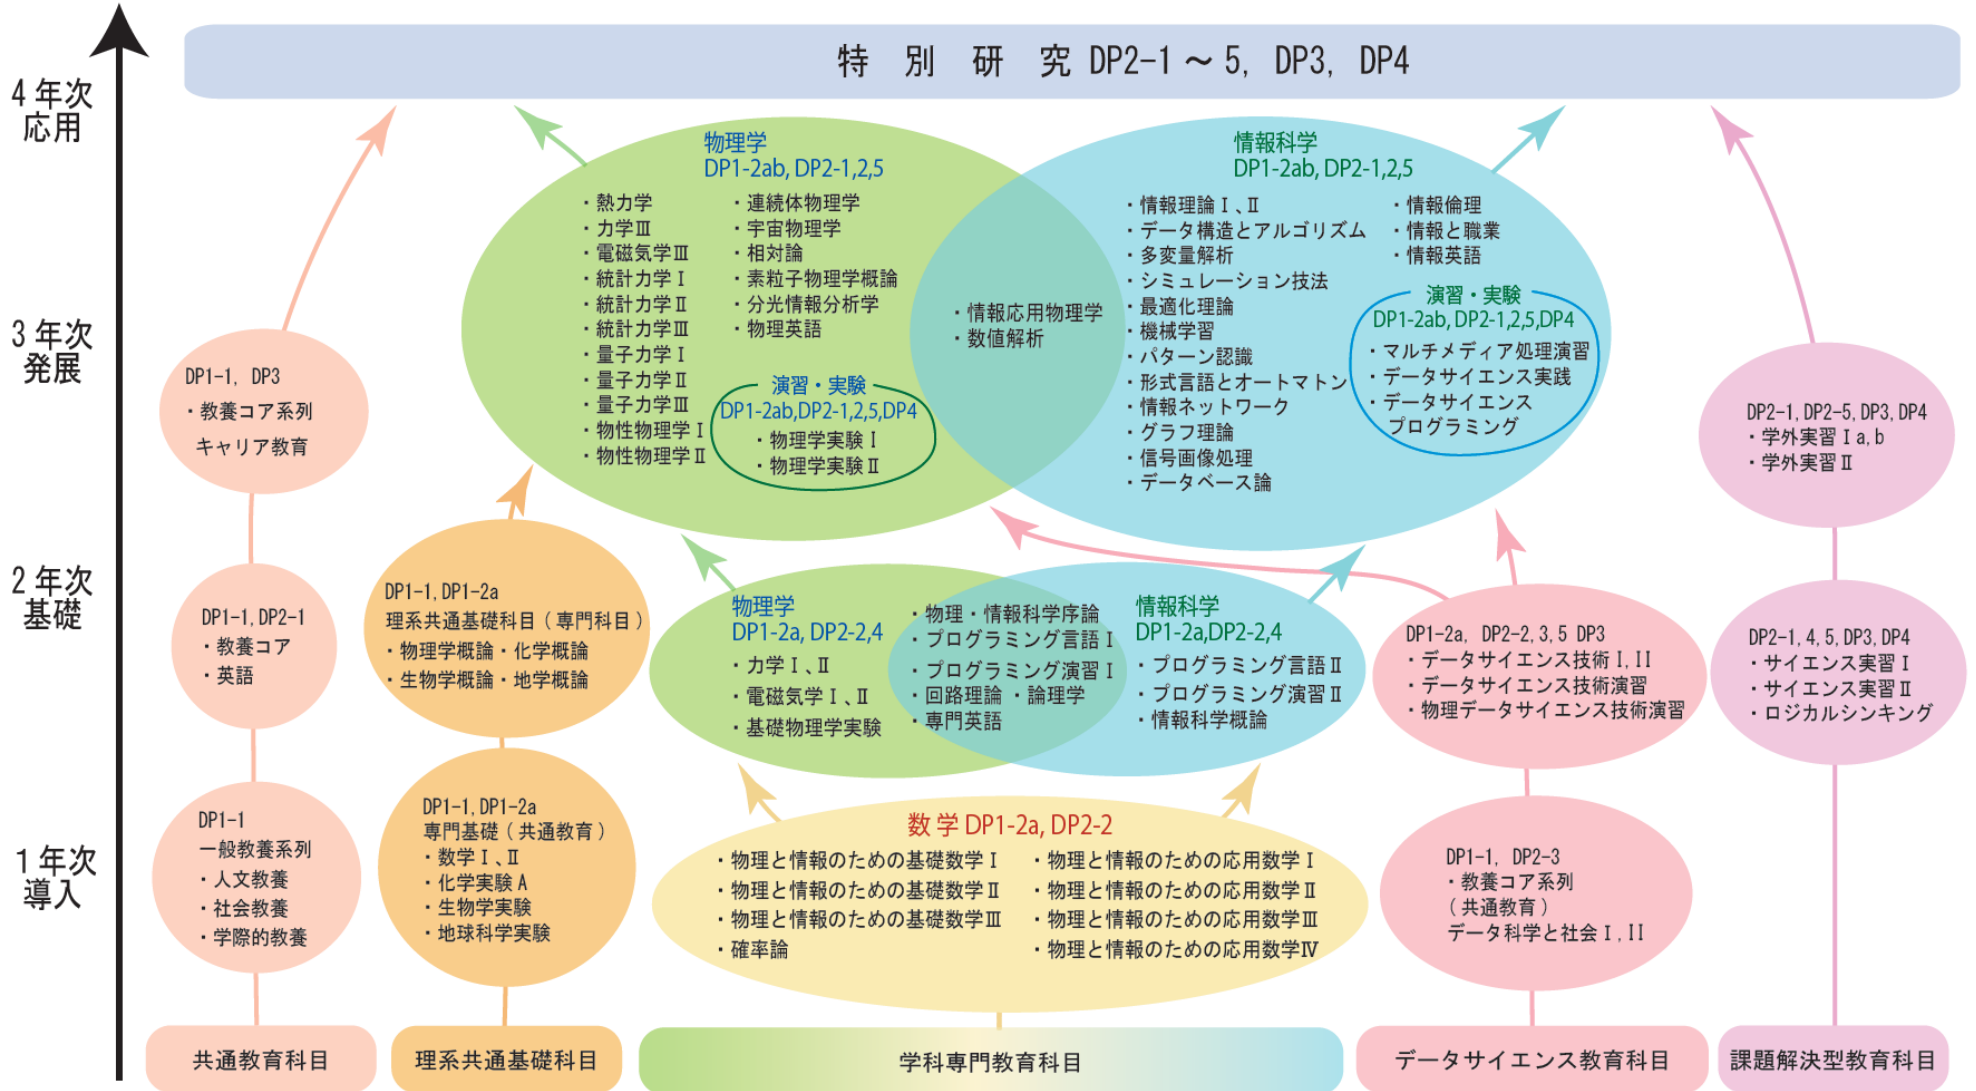 特 別 研 究 DP2-1 ～ 5, DP3, DP4
4 年次
応用
3 年次
発展
2 年次
基礎
1 年次
導入
物理学
DP1-2ab, DP2-1,2,5
・熱力学
・力学Ⅲ
・電磁気学Ⅲ
・統計力学Ⅰ
・統計力学Ⅱ
・統計力学Ⅲ
・量子力学Ⅰ
・量子力学Ⅱ
・量子力学Ⅲ
・物性物理学Ⅰ
・物性物理学Ⅱ
・連続体物理学
・宇宙物理学
・相対論
・素粒子物理学概論
・分光情報分析学
・物理英語
演習・実験
DP1-2ab,DP2-1,2,5,DP4
・物理学実験Ⅰ
・物理学実験Ⅱ
・情報応用物理学
・数値解析
情報科学
DP1-2ab, DP2-1,2,5
・情報理論Ⅰ、Ⅱ
・データ構造とアルゴリズム
・多変量解析
・シミュレーション技法
・最適化理論
・機械学習
・パターン認識
・形式言語とオートマトン
・情報ネットワーク
・グラフ理論
・信号画像処理
・データベース論
・情報倫理
・情報と職業
・情報英語
演習・実験
DP1-2ab, DP2-1,2,5,DP4
・マルチメディア処理演習
・データサイエンス実践
・データサイエンス
プログラミング
DP1-1, DP3
・教養コア系列
キャリア教育
DP2-1, DP2-5, DP3, DP4
・学外実習Ⅰa, b
・学外実習Ⅱ
DP1-1, DP2-1
・教養コア
・英語
DP1-1, DP1-2a
理系共通基礎科目（専門科目）
・物理学概論・化学概論
・生物学概論・地学概論
物理学
DP1-2a, DP2-2,4
・力学Ⅰ、Ⅱ
・電磁気学Ⅰ、Ⅱ
・基礎物理学実験
・物理・情報科学序論
・プログラミング言語Ⅰ
・プログラミング演習Ⅰ
・回路理論 ・論理学
・専門英語
情報科学
DP1-2a,DP2-2,4
・プログラミング言語Ⅱ
・プログラミング演習Ⅱ
・情報科学概論
DP1-2a, DP2-2, 3, 5 DP3
・データサイエンス技術 I, II
・データサイエンス技術演習
・物理データサイエンス技術演習
DP2-1, 4, 5, DP3, DP4
・サイエンス実習Ⅰ
・サイエンス実習Ⅱ
・ロジカルシンキング
DP1-1
一般教養系列
・人文教養
・社会教養
・学際的教養
DP1-1, DP1-2a
専門基礎（共通教育）
・数学Ⅰ、Ⅱ
・化学実験 A
・生物学実験
・地球科学実験
数 学 DP1-2a, DP2-2
・物理と情報のための基礎数学Ⅰ
・物理と情報のための基礎数学Ⅱ
・物理と情報のための基礎数学Ⅲ
・確率論
・物理と情報のための応用数学Ⅰ
・物理と情報のための応用数学Ⅱ
・物理と情報のための応用数学Ⅲ
・物理と情報のための応用数学Ⅳ
DP1-1, DP2-3
・教養コア系列
（共通教育）
データ科学と社会 I, II
共通教育科目
理系共通基礎科目
学科専門教育科目
データサイエンス教育科目
課題解決型教育科目